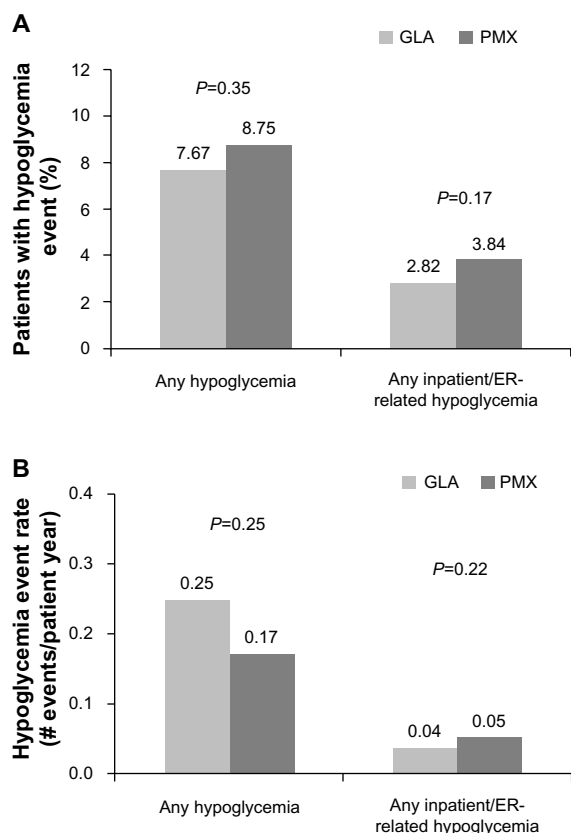 A
GLA PMX
Patients with hypoglycemia
event (%)
12
10
8
6
4
2
0
P=0.35
7.67
8.75
P=0.17
2.82
3.84
Any hypoglycemia
Any inpatient/ER-
related hypoglycemia
B
GLA PMX
Hypoglycemia event rate
(# events/patient year)
0.4
0.3
0.2
0.1
0.0
P=0.25
0.25
0.17
P=0.22
0.04
0.05
Any hypoglycemia
Any inpatient/ER-
related hypoglycemia